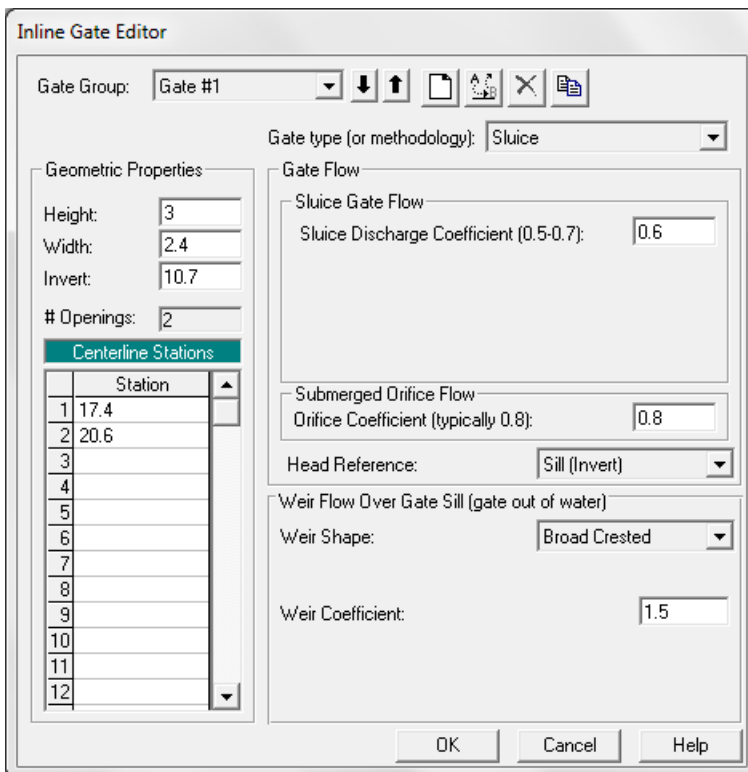 Inline Gate Editor
Gate Group: Gate #1
Gate type (or methodology): Sluice
Geometric Properties
Height: 3
Width: 2.4
Invert: 10.7
# Openings: 2
Centerline Stations
Station
1 17.4
2 20.6
3
4
5
6
7
8
9
10
11
12
Gate Flow
Sluice Gate Flow
Sluice Discharge Coefficient (0.5-0.7): 0.6
Submerged Orifice Flow
Orifice Coefficient (typically 0.8): 0.8
Head Reference: Sill (Invert)
Weir Flow Over Gate Sill (gate out of water)
Weir Shape: Broad Crested
Weir Coefficient: 1.5
OK Cancel Help